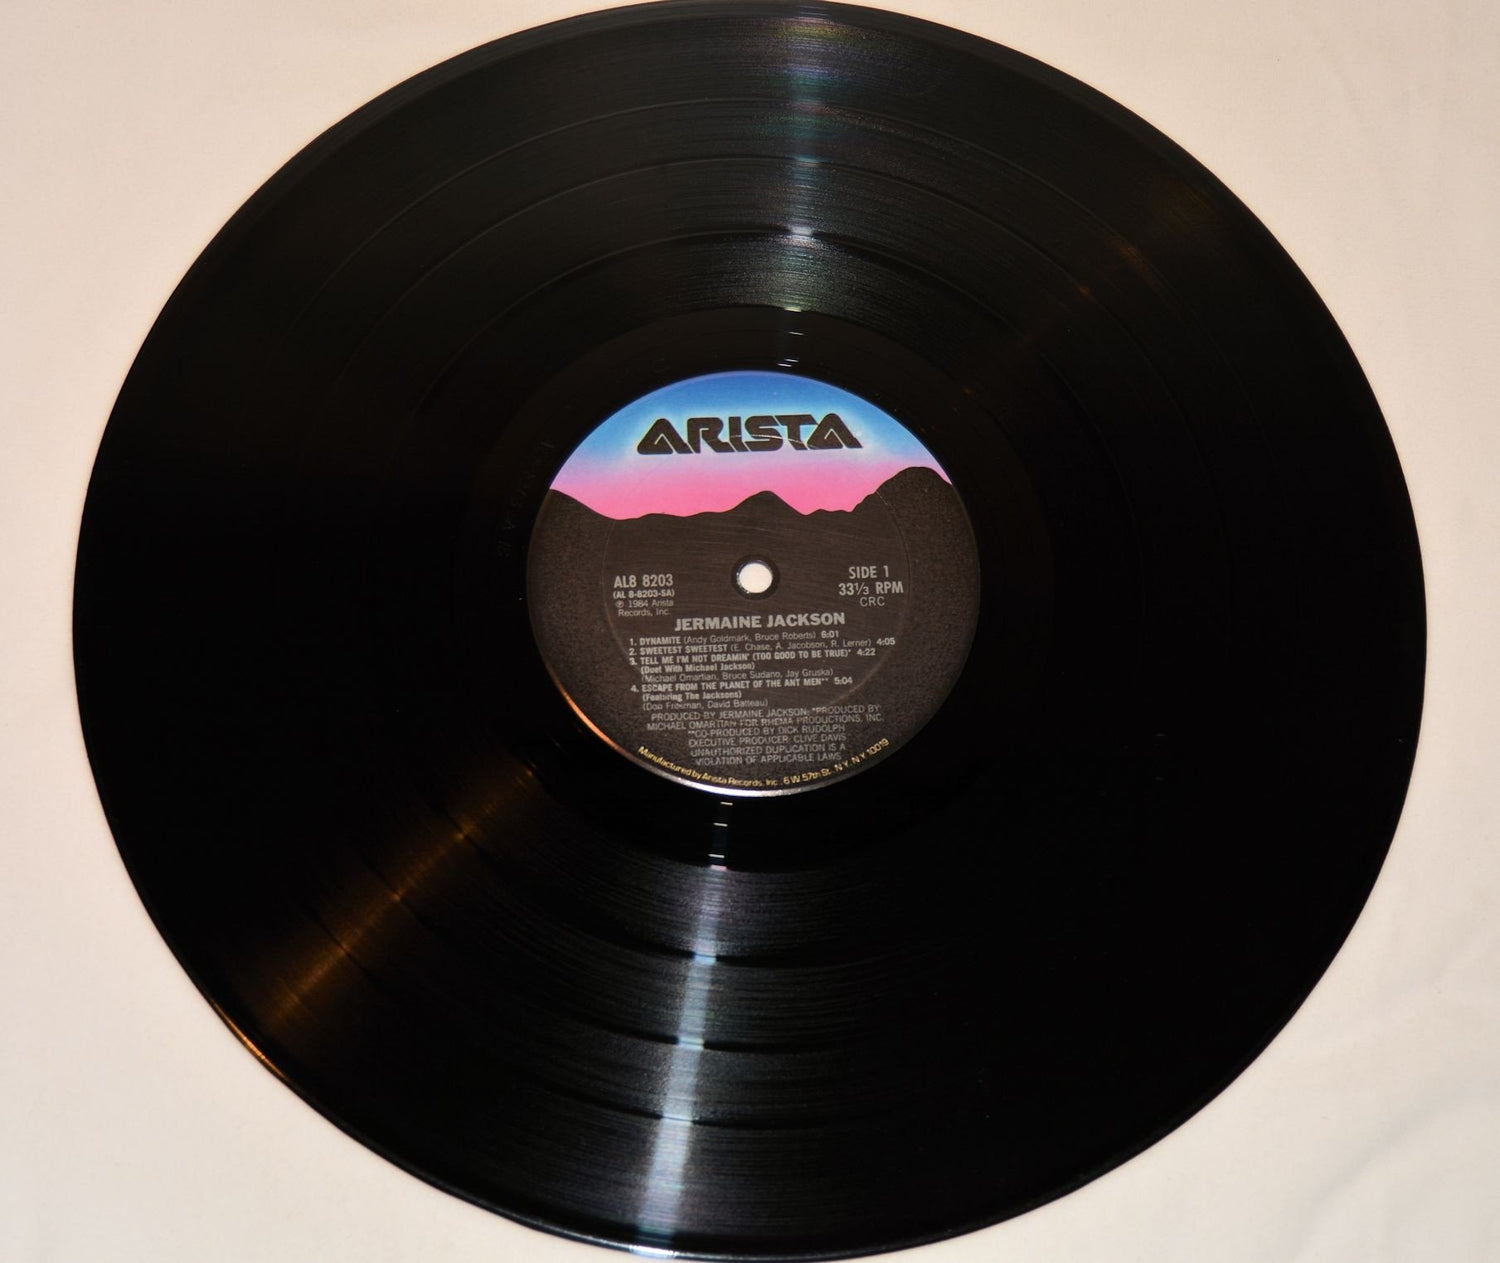 ARISTA
AL8 8203
(AL 8-8203-SA)
℗ 1984 Arista
Records, Inc.
SIDE 1
33⅓ RPM
CRC
JERMAINE JACKSON
1. DYNAMITE (Andy Goldmark, Bruce Roberts) 6:01
2. SWEETEST SWEETEST (E. Chase, A. Jacobson, R. Lerner) 4:05
3. TELL ME I'M NOT DREAMIN' (TOO GOOD TO BE TRUE)* 4:22
(Duet With Michael Jackson)
(Michael Omartian, Bruce Sudano, Jay Gruska)
4. ESCAPE FROM THE PLANET OF THE ANT MEN** 5:04
(Featuring The Jacksons)
(Don Freeman, David Batteau)
PRODUCED BY JERMAINE JACKSON; *PRODUCED BY
MICHAEL OMARTIAN FOR RHEMA PRODUCTIONS, INC.
**CO-PRODUCED BY DICK RUDOLPH
EXECUTIVE PRODUCER: CLIVE DAVIS
UNAUTHORIZED DUPLICATION IS A
VIOLATION OF APPLICABLE LAWS
Manufactured by Arista Records, Inc., 6 W 57th St., N.Y., N.Y. 10019